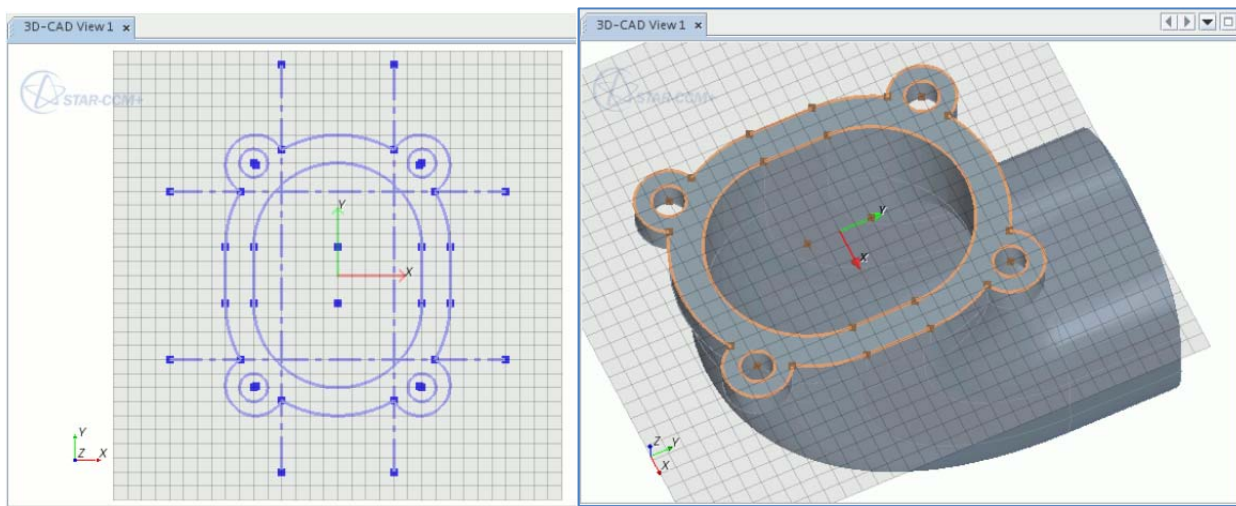 3D-CAD View 1 ×
STAR-CCM+
Y
X
Y
Z X
3D-CAD View 1 ×
STAR-CCM+
Y
X
Z
Y
X